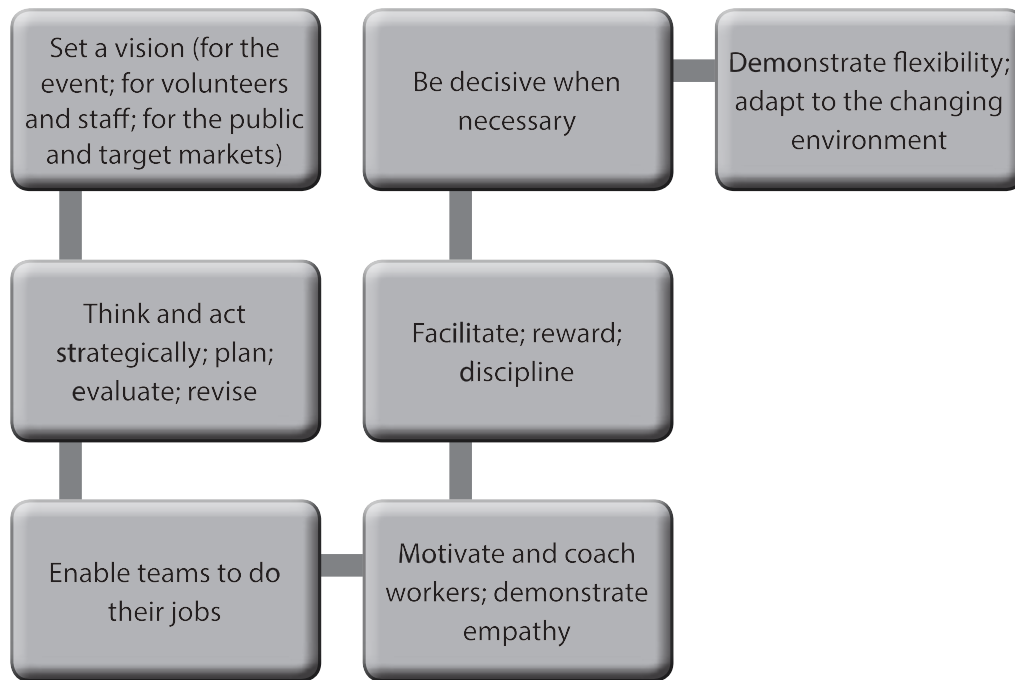 Set a vision (for the
event; for volunteers
and staff; for the public
and target markets)
Think and act
strategically; plan;
evaluate; revise
Enable teams to do
their jobs
Motivate and coach
workers; demonstrate
empathy
Facilitate; reward;
discipline
Be decisive when
necessary
Demonstrate flexibility;
adapt to the changing
environment